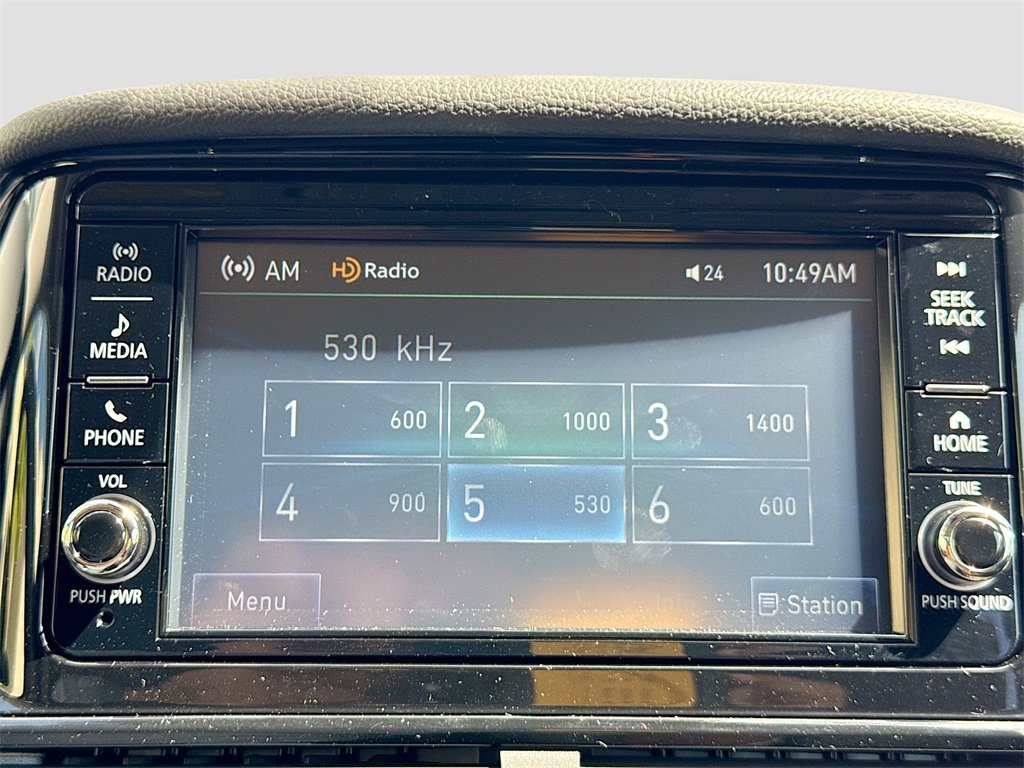 RADIO
MEDIA
PHONE
VOL
PUSH PWR
AM HD Radio 24 10:49AM
530 kHz
1 600 2 1000 3 1400
4 900 5 530 6 600
Menu Station
SEEK
TRACK
HOME
TUNE
PUSH SOUND